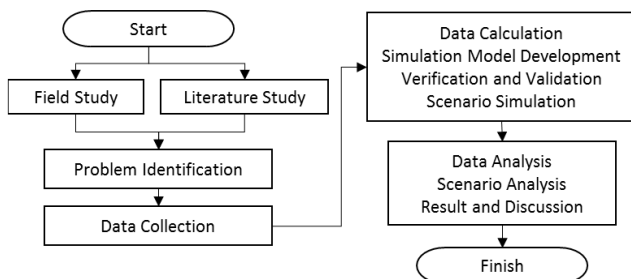 Start
Field Study
Literature Study
Problem Identification
Data Collection
Data Calculation
Simulation Model Development
Verification and Validation
Scenario Simulation
Data Analysis
Scenario Analysis
Result and Discussion
Finish